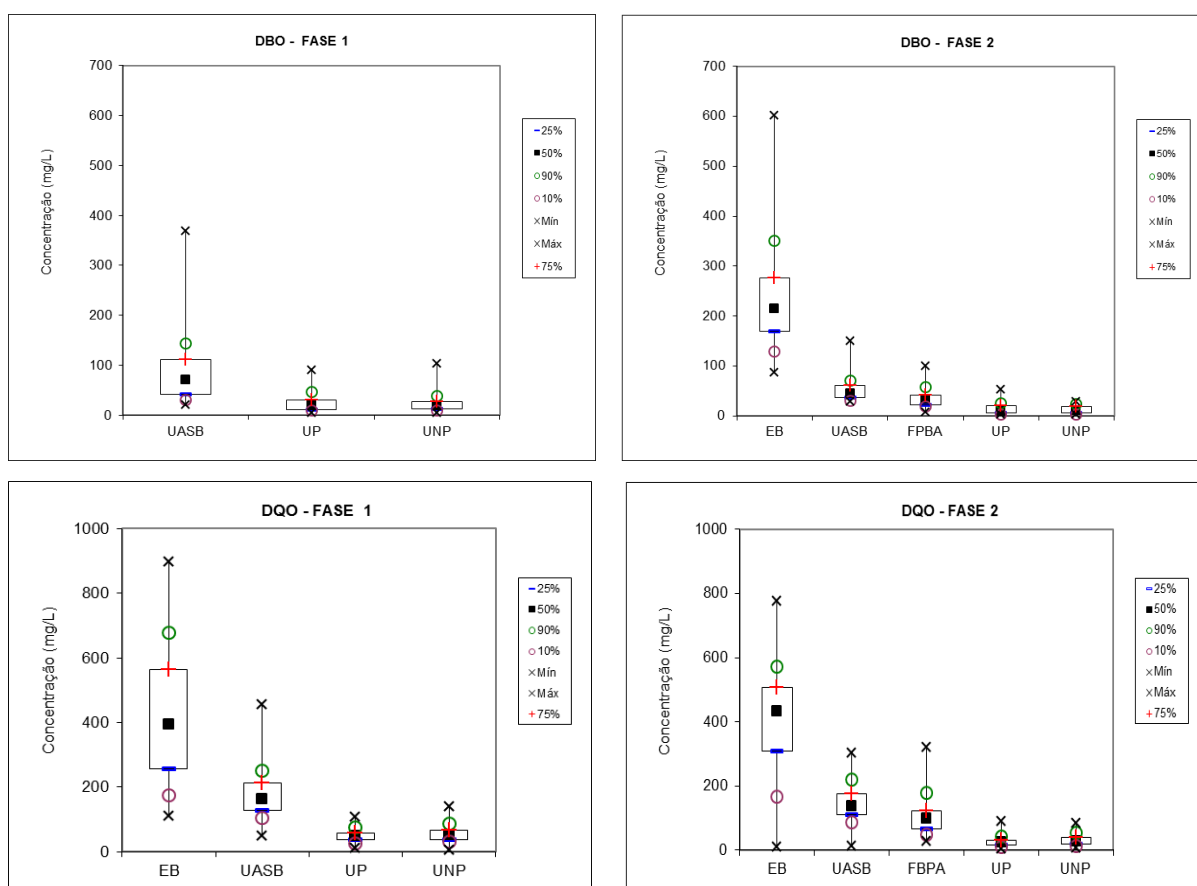 DBO - FASE 1
700
600
500
400
300
200
100
0
Concentração (mg/L)
UASB UP UNP
25%
50%
90%
10%
Mín
Máx
75%
DBO - FASE 2
700
600
500
400
300
200
100
0
Concentração (mg/L)
EB UASB FPBA UP UNP
25%
50%
90%
10%
Mín
Máx
75%
DQO - FASE 1
1000
800
600
400
200
0
Concentração (mg/L)
EB UASB UP UNP
25%
50%
90%
10%
Mín
Máx
75%
DQO - FASE 2
1000
800
600
400
200
0
Concentração (mg/L)
EB UASB FBPA UP UNP
25%
50%
90%
10%
Mín
Máx
75%